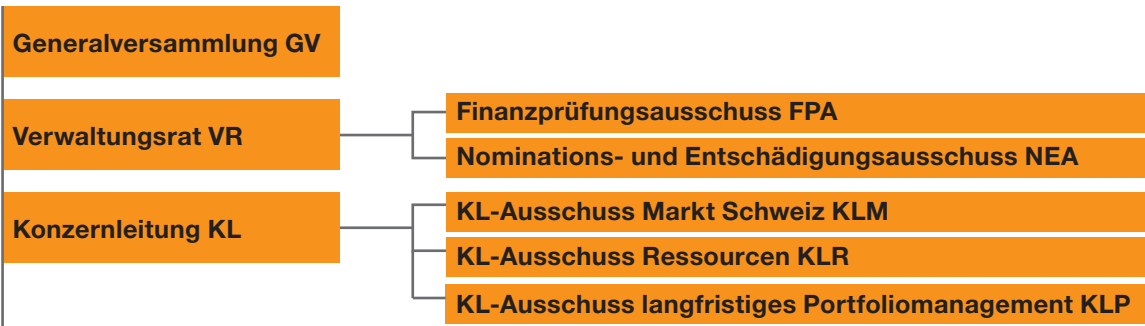 Generalversammlung GV
Verwaltungsrat VR
Finanzprüfungsausschuss FPA
Nominations- und Entschädigungsausschuss NEA
Konzernleitung KL
KL-Ausschuss Markt Schweiz KLM
KL-Ausschuss Ressourcen KLR
KL-Ausschuss langfristiges Portfoliomanagement KLP